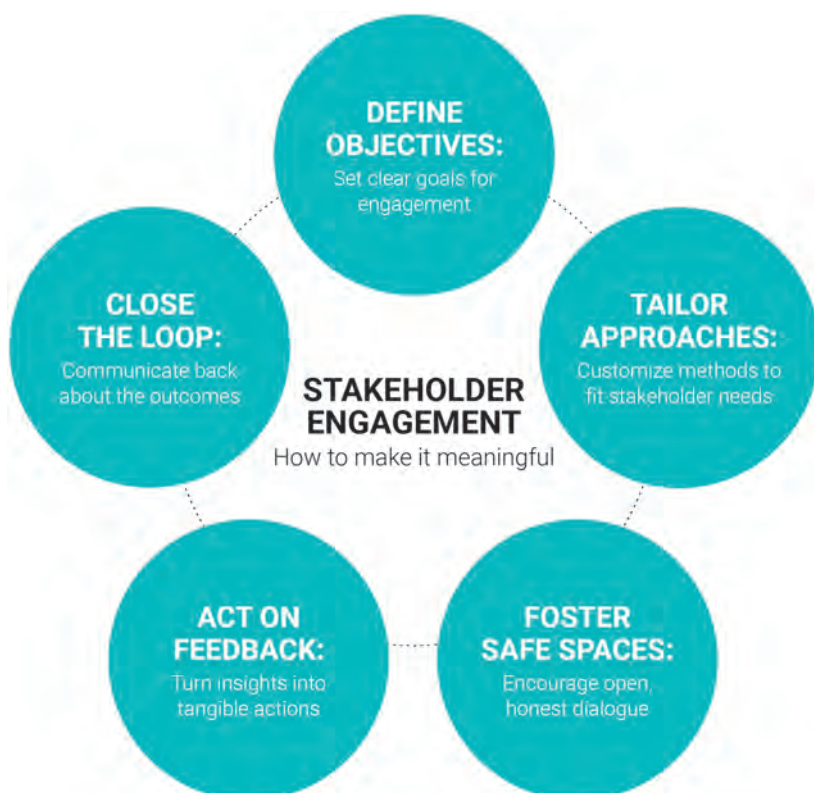 DEFINE
OBJECTIVES:
Set clear goals for
engagement
TAILOR
APPROACHES:
Customize methods to
fit stakeholder needs
FOSTER
SAFE SPACES:
Encourage open,
honest dialogue
ACT ON
FEEDBACK:
Turn insights into
tangible actions
CLOSE
THE LOOP:
Communicate back
about the outcomes
STAKEHOLDER
ENGAGEMENT
How to make it meaningful